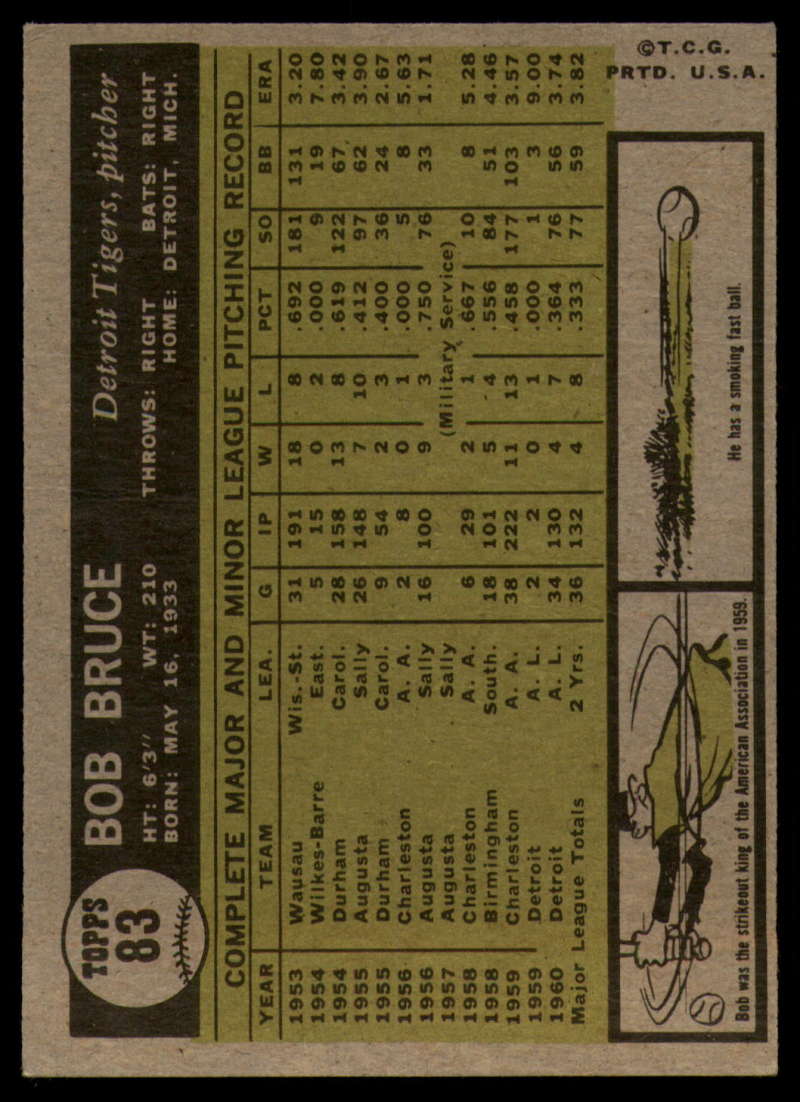 TOPPS
83
BOB BRUCE
Detroit Tigers, pitcher
HT: 6'3" WT: 210 THROWS: RIGHT BATS: RIGHT
BORN: MAY 16, 1933 HOME: DETROIT, MICH.
COMPLETE MAJOR AND MINOR LEAGUE PITCHING RECORD
YEAR TEAM LEA. G IP W L PCT SO BB ERA
1953 Wausau Wis.-St. 31 191 18 8 .692 181 131 3.20
1954 Wilkes-Barre East. 5 15 0 2 .000 9 19 7.80
1954 Durham Carol. 28 158 13 8 .619 122 67 3.42
1955 Augusta Sally 26 148 7 10 .412 97 62 3.90
1955 Durham Carol. 9 54 2 3 .400 36 24 2.67
1956 Charleston A. A. 2 8 0 1 .000 5 8 5.63
1956 Augusta Sally 16 100 9 3 .750 76 33 1.71
1957 Augusta Sally (Military Service)
1958 Charleston A. A. 6 29 2 1 .667 10 8 5.28
1958 Birmingham South. 18 101 5 4 .556 84 51 4.46
1959 Charleston A. A. 38 222 11 13 .458 177 103 3.57
1959 Detroit A. L. 2 2 0 1 .000 1 3 9.00
1960 Detroit A. L. 34 130 4 7 .364 76 56 3.74
Major League Totals 2 Yrs. 36 132 4 8 .333 77 59 3.82
Bob was the strikeout king of the American Association in 1959.
He has a smoking fast ball.
©T.C.G.
PRTD. U.S.A.